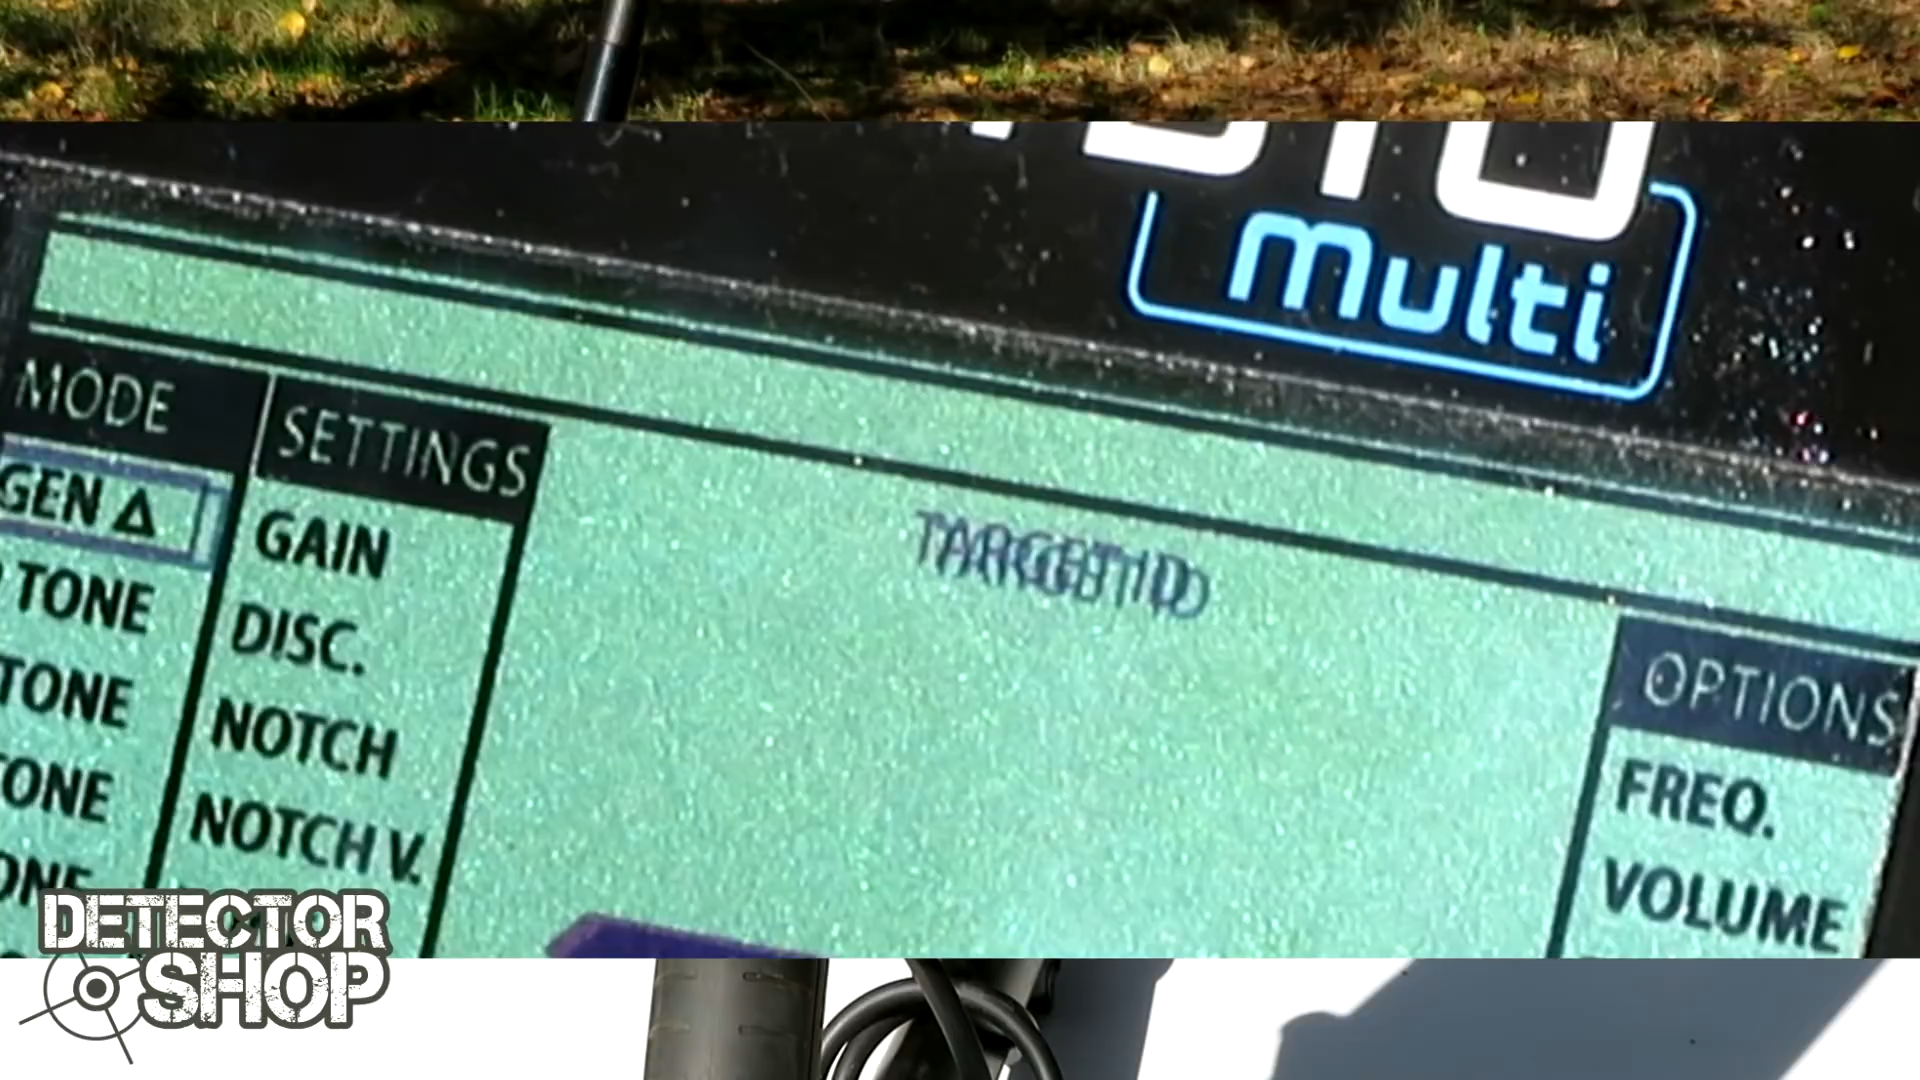 multi
MODE
GEN Δ
TONE
TONE
TONE
SETTINGS
GAIN
DISC.
NOTCH
NOTCH V.
TARGET ID
OPTIONS
FREQ.
VOLUME
DETECTOR
SHOP